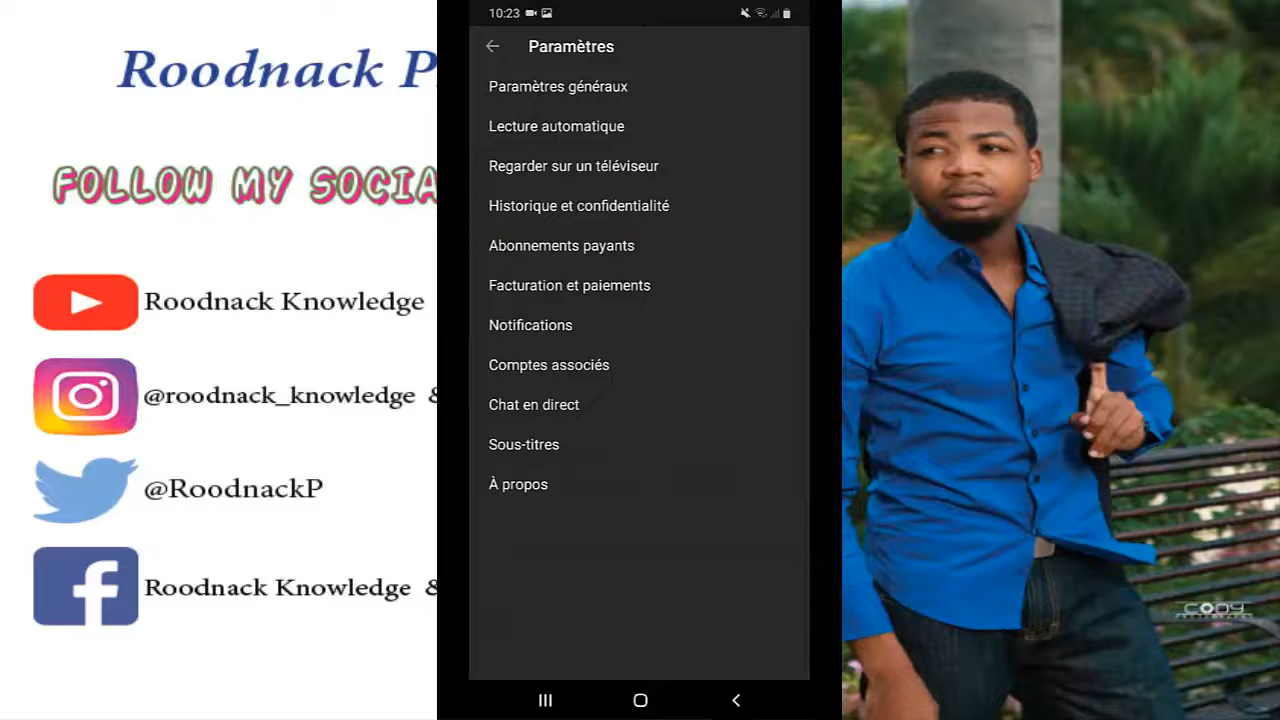 Roodnack P
FOLLOW MY SOCIA
Roodnack Knowledge
@roodnack_knowledge &
@RoodnackP
Roodnack Knowledge &
10:23
Paramètres
Paramètres généraux
Lecture automatique
Regarder sur un téléviseur
Historique et confidentialité
Abonnements payants
Facturation et paiements
Notifications
Comptes associés
Chat en direct
Sous-titres
À propos
CODY